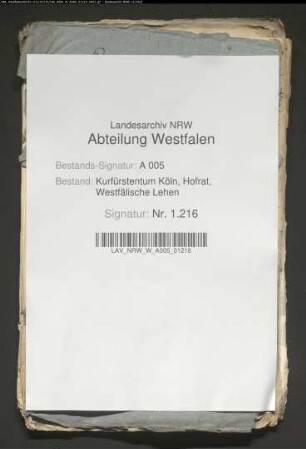 Landesarchiv NRW
Abteilung Westfalen
Bestands-Signatur: A 005
Bestand: Kurfürstentum Köln, Hofrat,
Westfälische Lehen
Signatur: Nr. 1.216
LAV_NRW_W_A005_01216